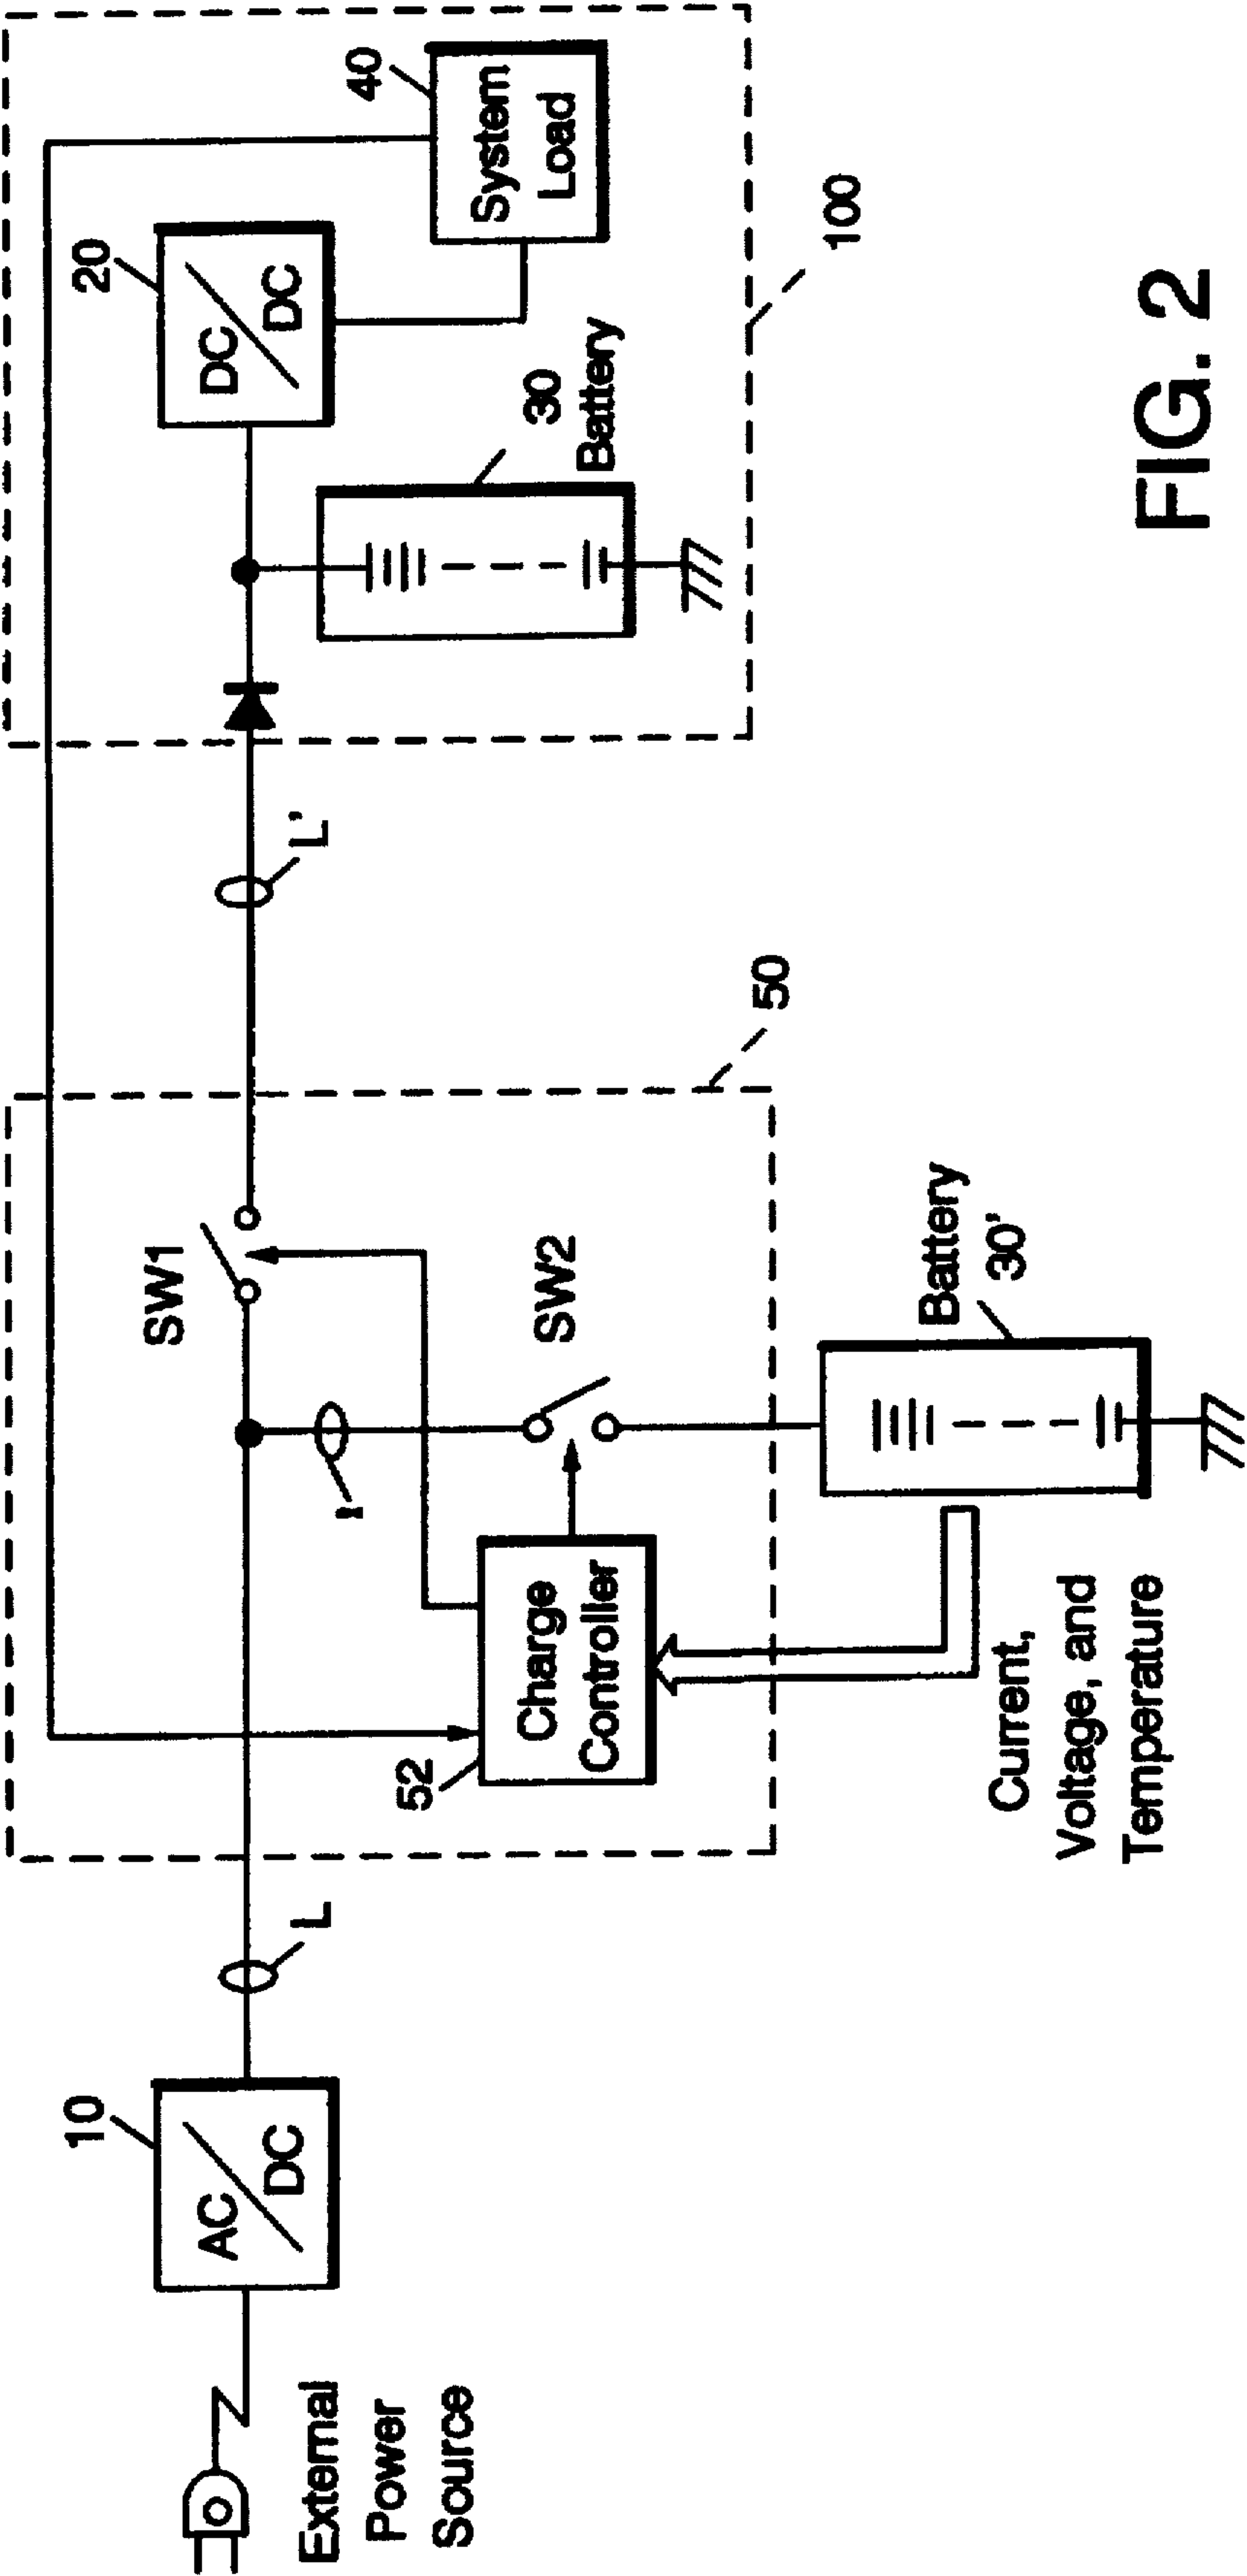 External
Power
Source
10
AC
DC
L
52
Charge
Controller
Current,
Voltage, and
Temperature
SW1
SW2
Battery
30'
50
L'
20
DC
DC
30
Battery
40
System
Load
100
FIG. 2